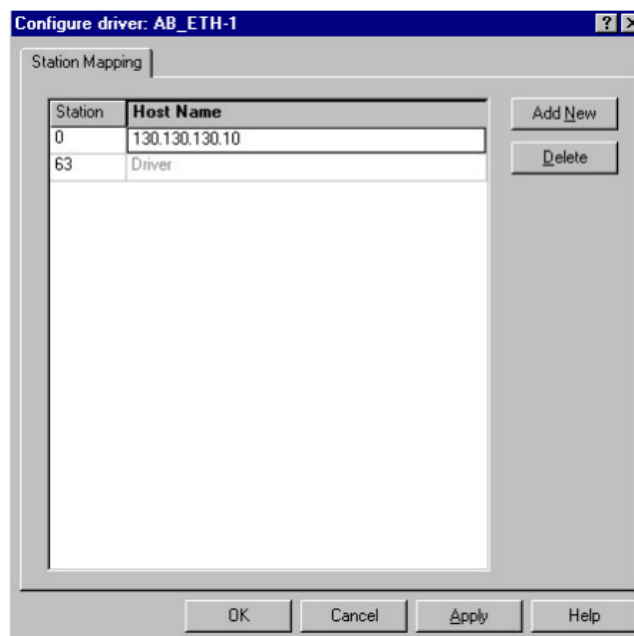 Configure driver: AB_ETH-1
Station Mapping
Station Host Name
0 130.130.130.10
63 Driver
Add New
Delete
OK Cancel Apply Help